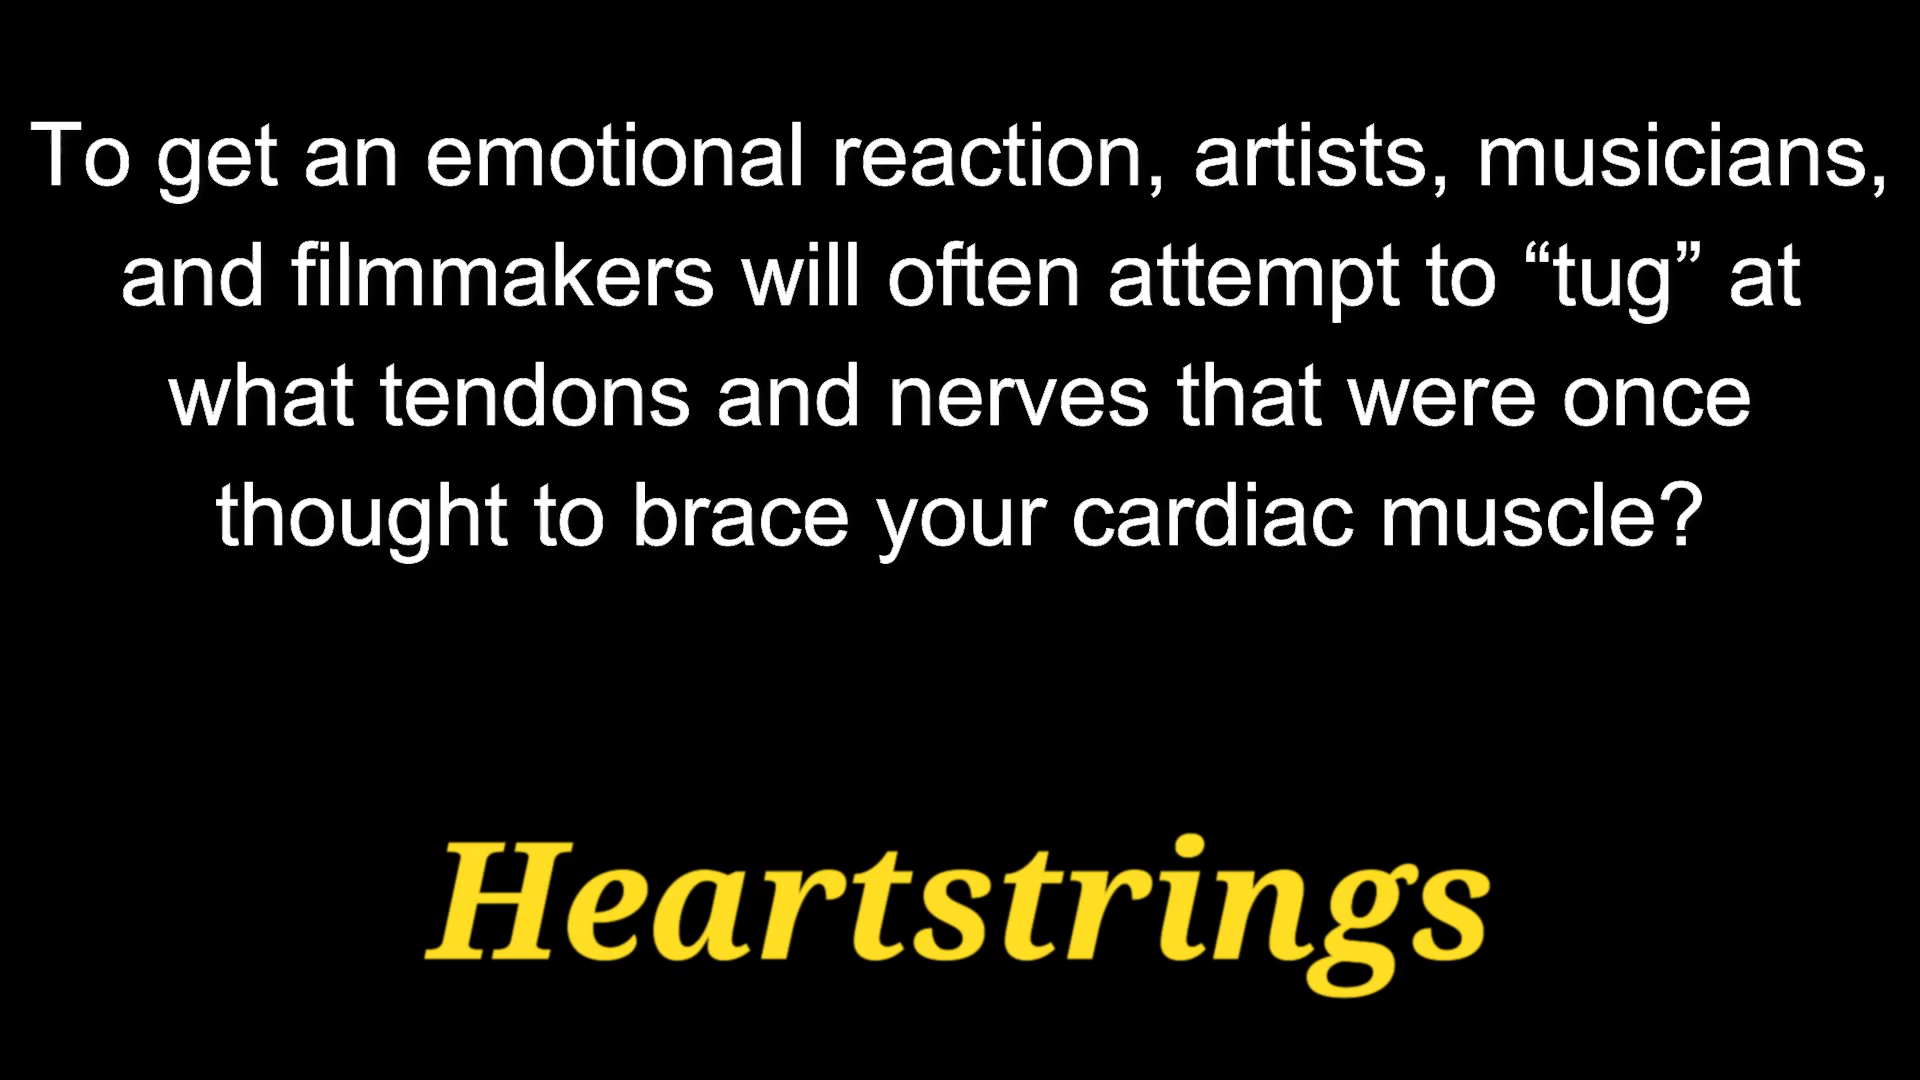 To get an emotional reaction, artists, musicians,
and filmmakers will often attempt to “tug” at
what tendons and nerves that were once
thought to brace your cardiac muscle?
Heartstrings